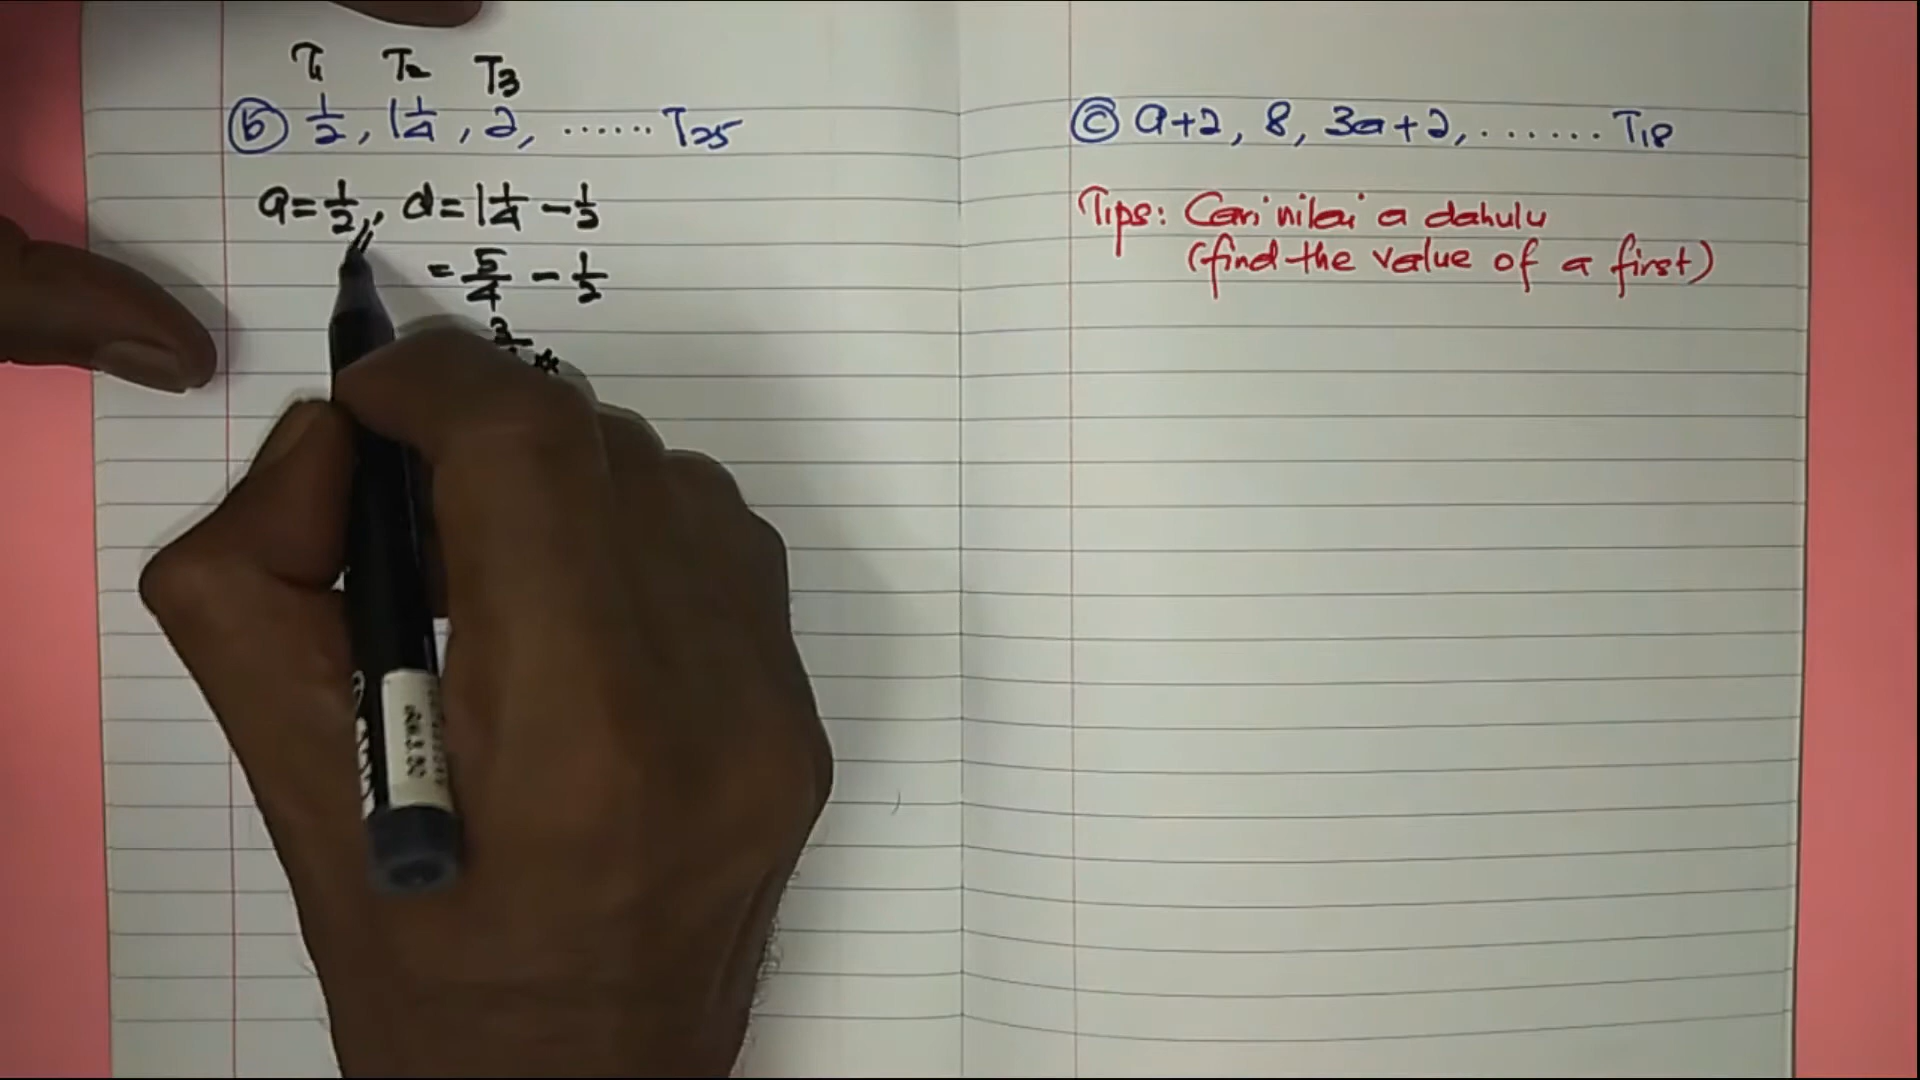 T1 T2 T3
b 1/2, 1 1/4, 2, ...... T25
a = 1/2, d = 1 1/4 - 1/2
= 5/4 - 1/2
3
c a+2, 8, 3a+2, ....... T18
Tips: Cari nilai a dahulu
(find the value of a first)